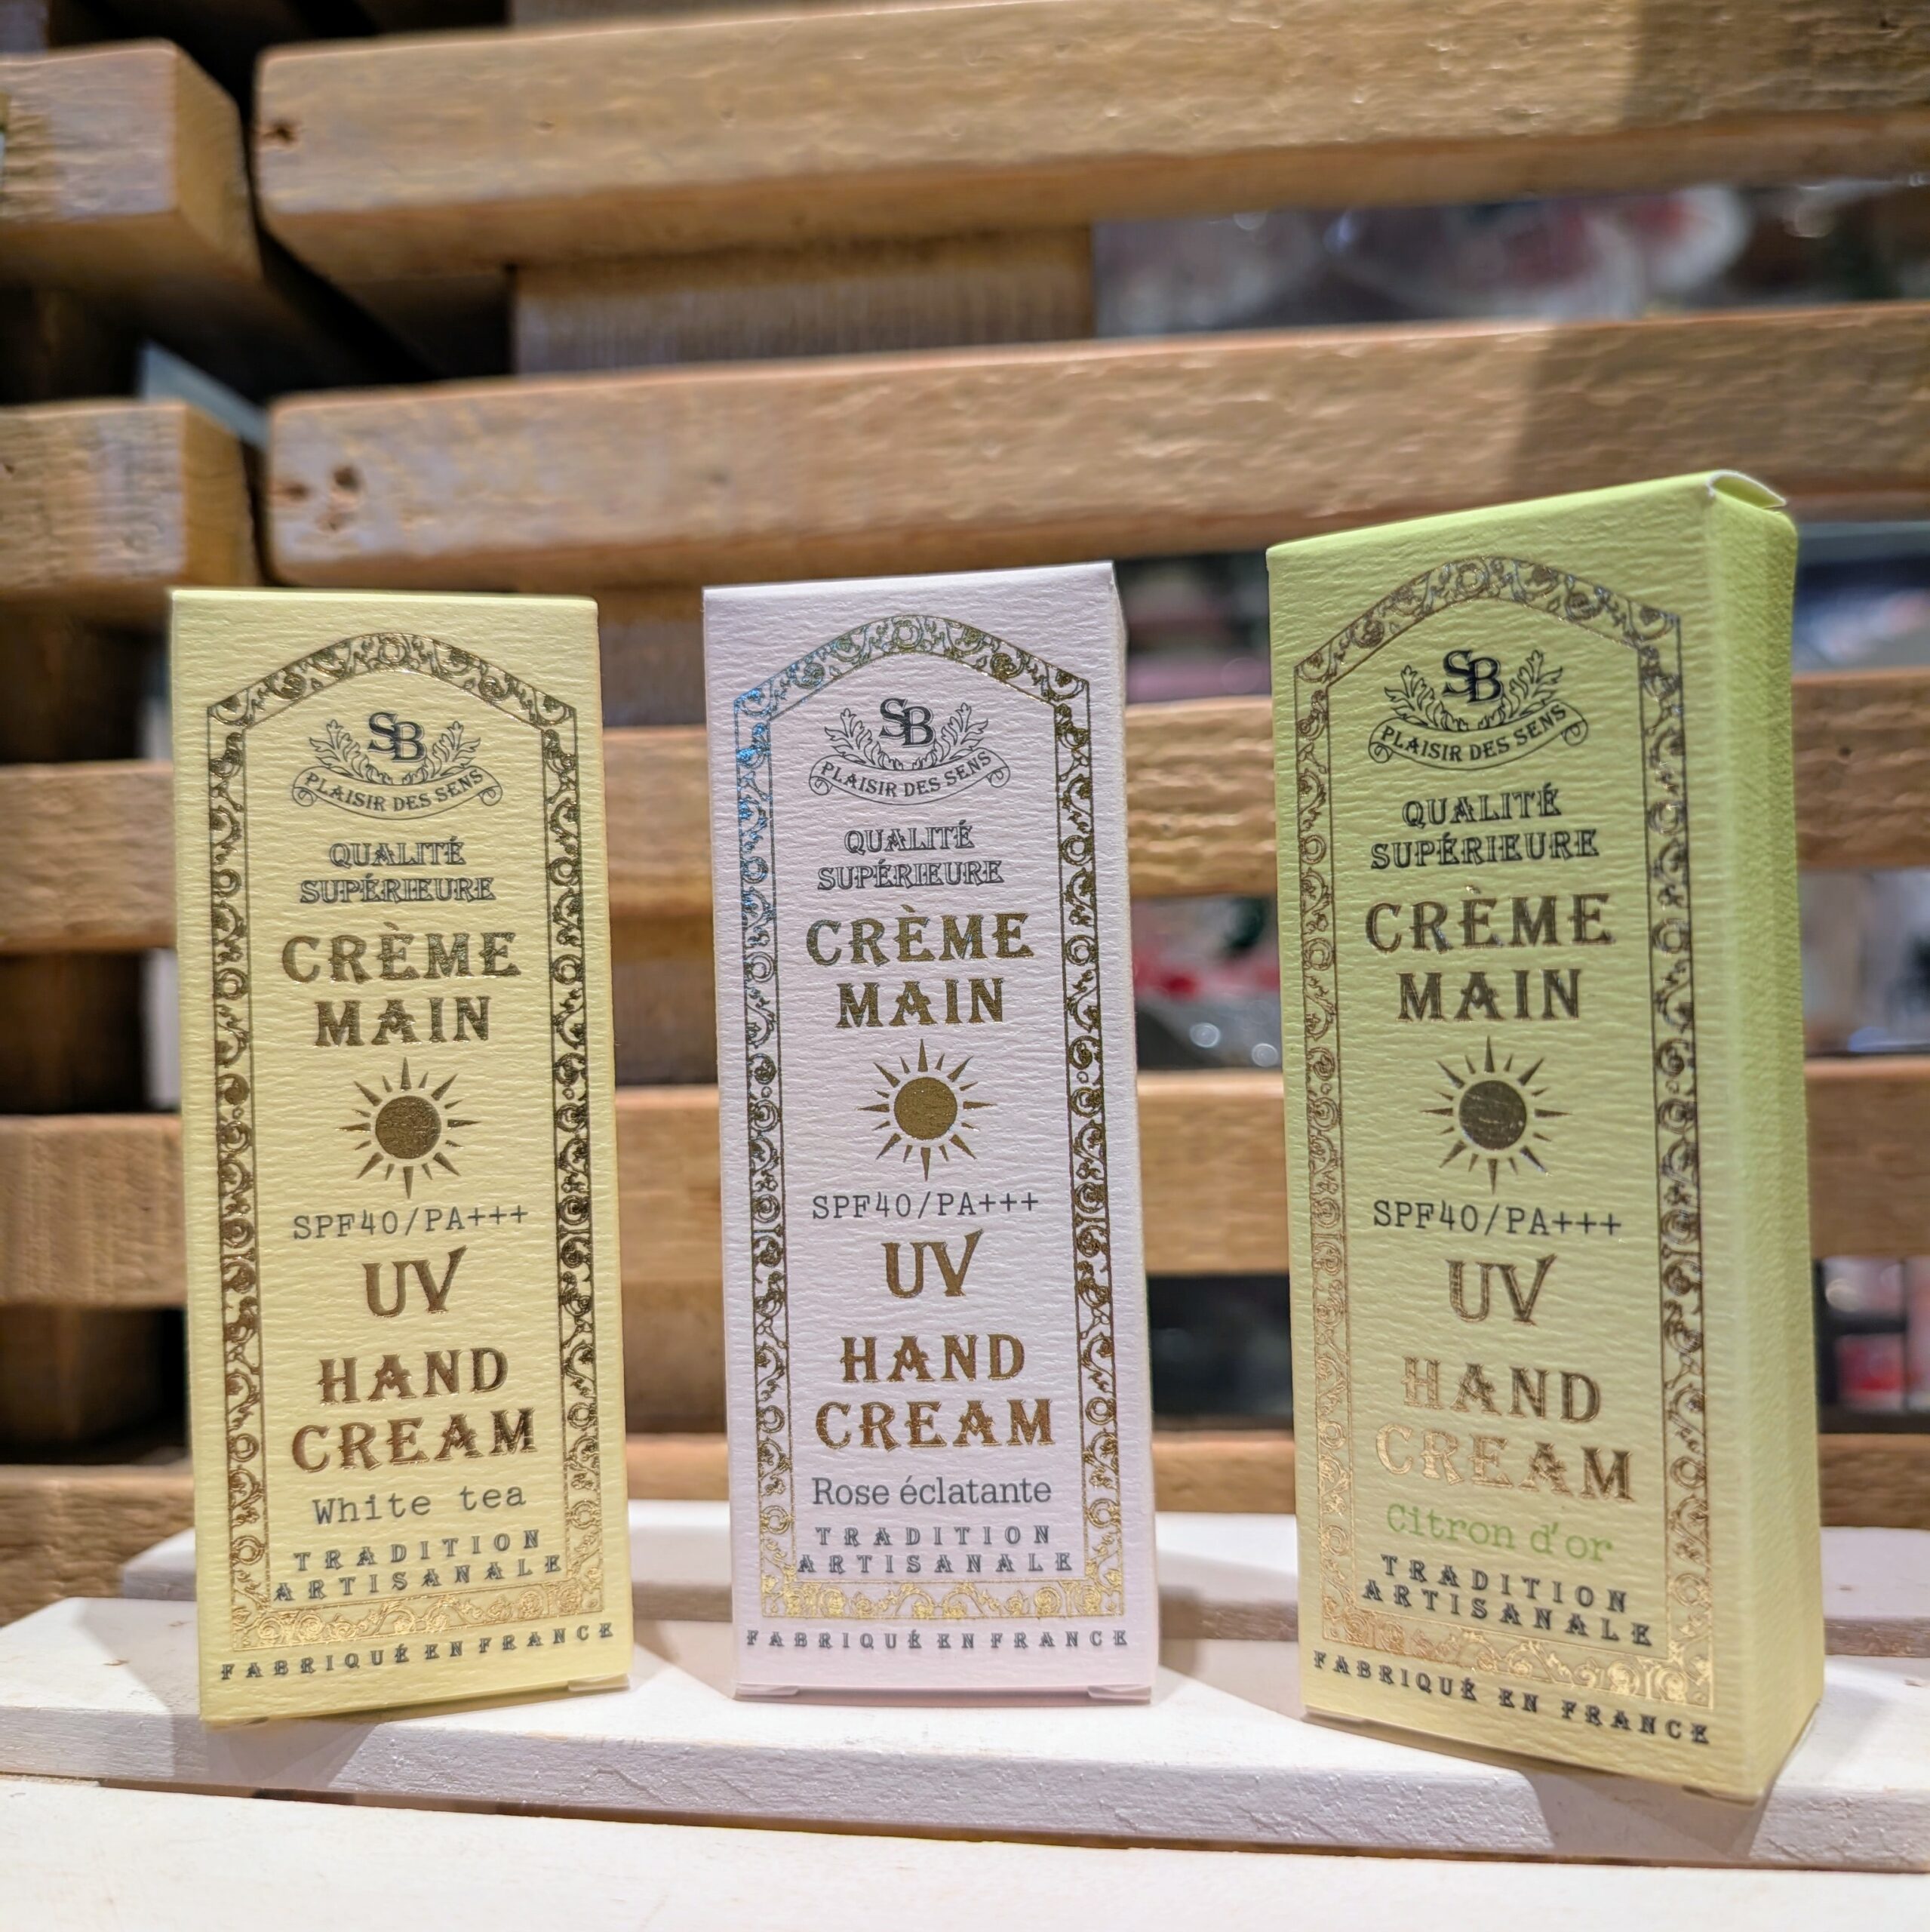 SB
PLAISIR DES SENS
QUALITÉ
SUPÉRIEURE
CRÈME
MAIN
SPF40/PA+++
UV
HAND
CREAM
White tea
TRADITION
ARTISANALE
FABRIQUÉ EN FRANCE
SB
PLAISIR DES SENS
QUALITÉ
SUPÉRIEURE
CRÈME
MAIN
SPF40/PA+++
UV
HAND
CREAM
Rose éclatante
TRADITION
ARTISANALE
FABRIQUÉ EN FRANCE
SB
PLAISIR DES SENS
QUALITÉ
SUPÉRIEURE
CRÈME
MAIN
SPF40/PA+++
UV
HAND
CREAM
Citron d'or
TRADITION
ARTISANALE
FABRIQUÉ EN FRANCE